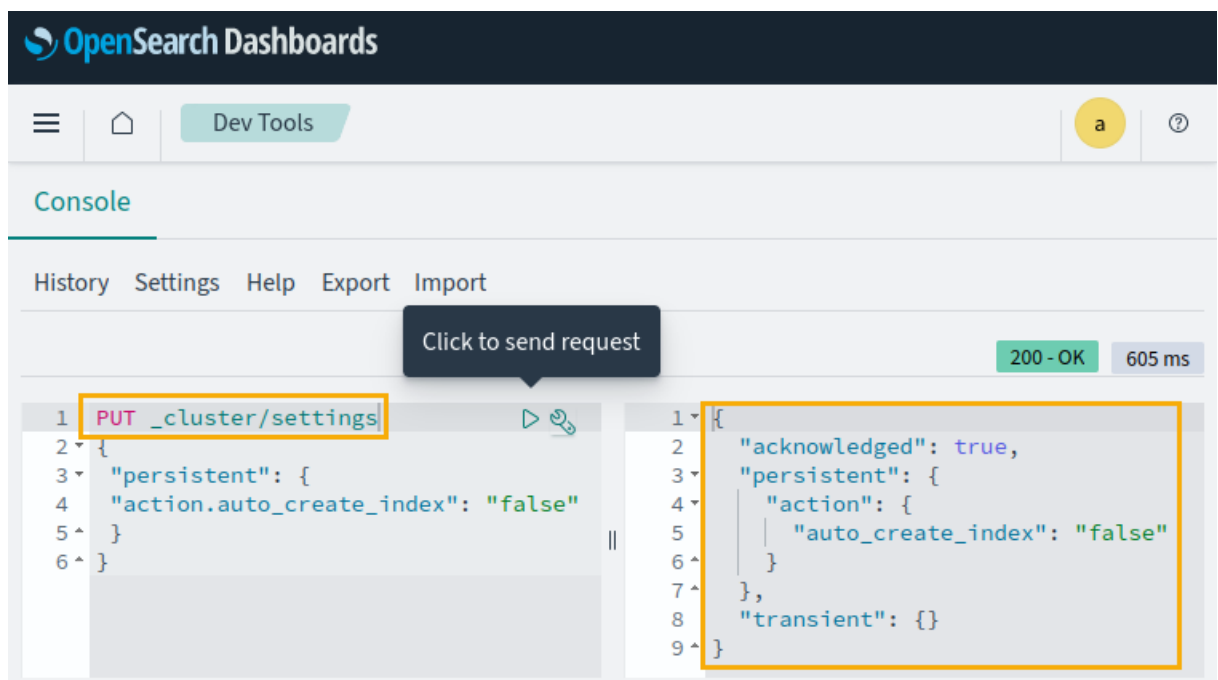 OpenSearch Dashboards
Dev Tools
a
?
Console
History Settings Help Export Import
Click to send request
200 - OK 605 ms
1 PUT _cluster/settings
2 {
3 "persistent": {
4 "action.auto_create_index": "false"
5 }
6 }
1 {
2 "acknowledged": true,
3 "persistent": {
4 "action": {
5 "auto_create_index": "false"
6 }
7 },
8 "transient": {}
9 }